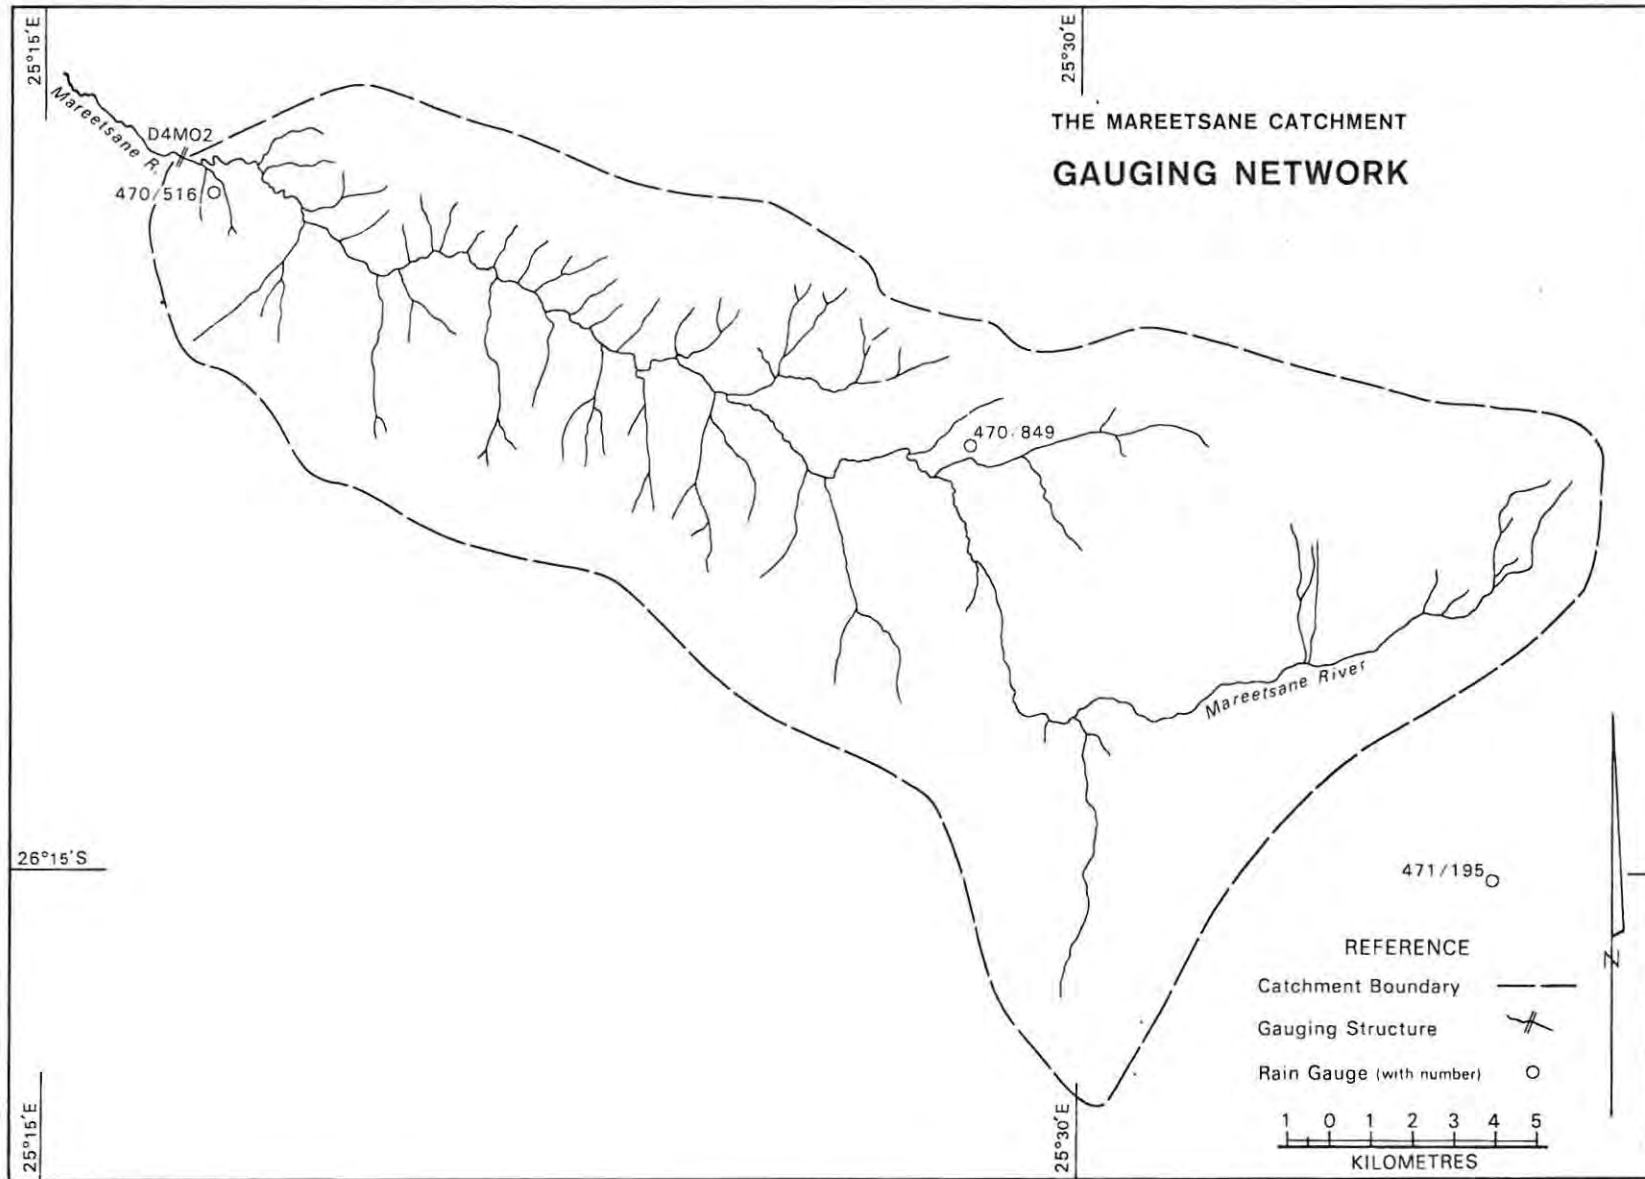 25°15'E
25°30'E
THE MAREETSANE CATCHMENT
GAUGING NETWORK
Mareetsane R.
D4MO2
470/516
470/849
Mareetsane River
26°15'S
471/195
REFERENCE
Catchment Boundary
Gauging Structure
Rain Gauge (with number)
N
1 0 1 2 3 4 5
KILOMETRES
25°15'E
25°30'E